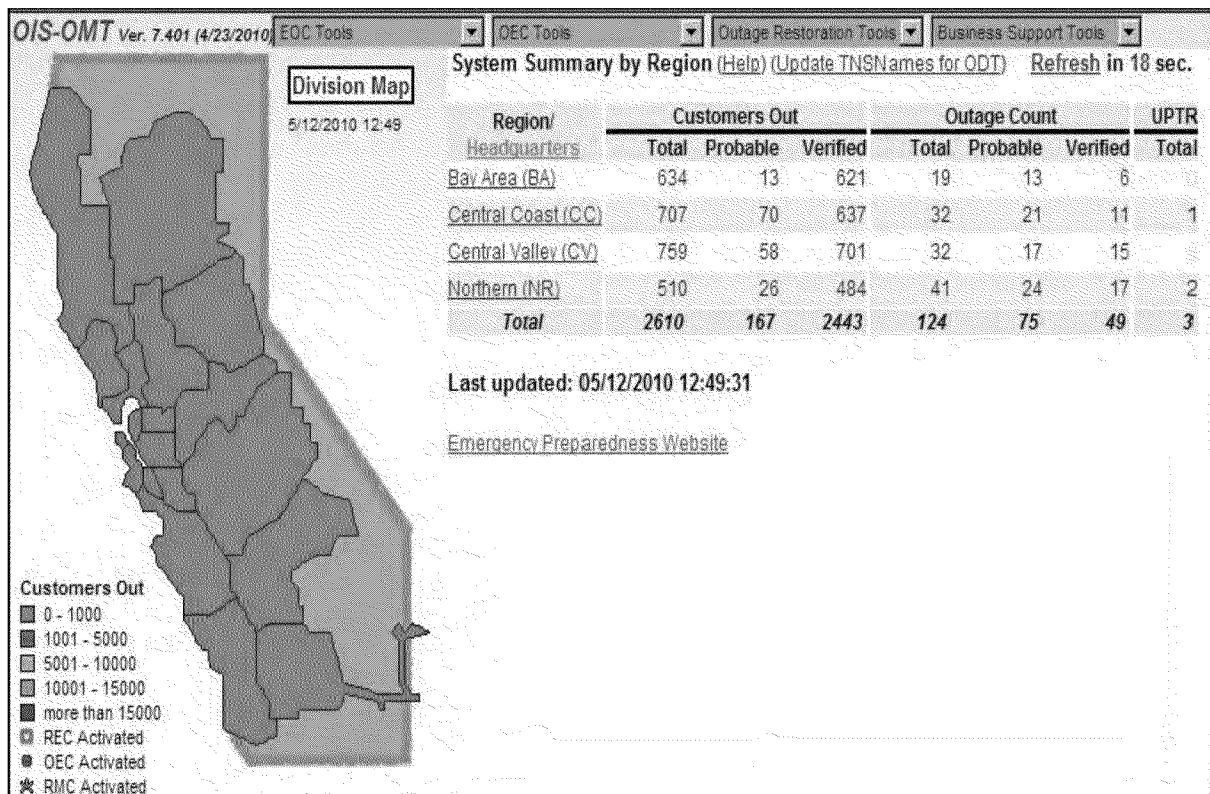 OIS-OMT Ver. 7.401 (4/23/2010) EOC Tools OEC Tools Outage Restoration Tools Business Support Tools
System Summary by Region (Help) (Update TNSNames for ODT) Refresh in 18 sec.
Division Map
5/12/2010 12:49
Region/ Customers Out Outage Count UPTR
Headquarters Total Probable Verified Total Probable Verified Total
Bay Area (BA) 634 13 621 19 13 6
Central Coast (CC) 707 70 637 32 21 11 1
Central Valley (CV) 759 58 701 32 17 15
Northern (NR) 510 26 484 41 24 17 2
Total 2610 167 2443 124 75 49 3
Last updated: 05/12/2010 12:49:31
Emergency Preparedness Website
Customers Out
0 - 1000
1001 - 5000
5001 - 10000
10001 - 15000
more than 15000
REC Activated
OEC Activated
RMC Activated